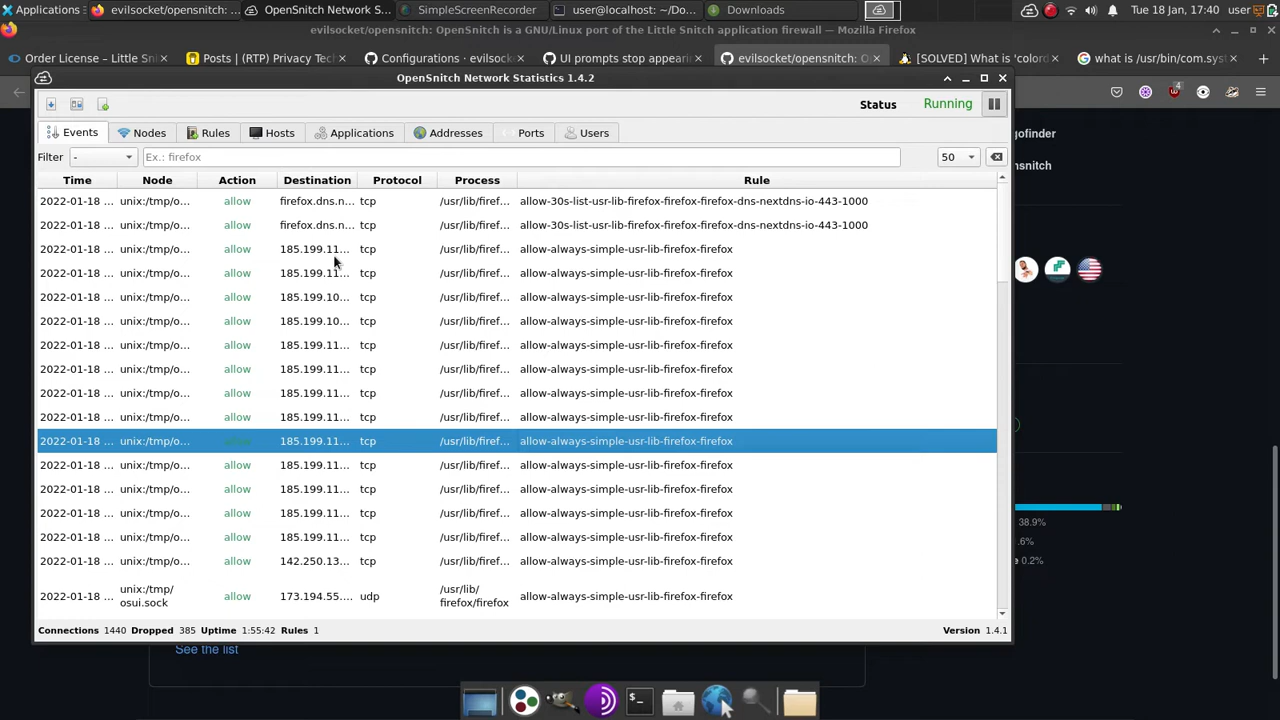 Applications
evilsocket/opensnitch: ...
OpenSnitch Network S...
SimpleScreenRecorder
user@localhost: ~/Do...
Downloads
Tue 18 Jan, 17:40
user
evilsocket/opensnitch: OpenSnitch is a GNU/Linux port of the Little Snitch application firewall — Mozilla Firefox
Order License – Little Sni
Posts | (RTP) Privacy Tec
Configurations · evilsock
UI prompts stop appeari
evilsocket/opensnitch: O
[SOLVED] What is 'colord
what is /usr/bin/com.sys
OpenSnitch Network Statistics 1.4.2
4
Status Running
gofinder
Events Nodes Rules Hosts Applications Addresses Ports Users
Filter - Ex.: firefox 50
nsnitch
Time Node Action Destination Protocol Process Rule
2022-01-18 ... unix:/tmp/o... allow firefox.dns.n... tcp /usr/lib/firef... allow-30s-list-usr-lib-firefox-firefox-firefox-dns-nextdns-io-443-1000
2022-01-18 ... unix:/tmp/o... allow firefox.dns.n... tcp /usr/lib/firef... allow-30s-list-usr-lib-firefox-firefox-firefox-dns-nextdns-io-443-1000
2022-01-18 ... unix:/tmp/o... allow 185.199.11... tcp /usr/lib/firef... allow-always-simple-usr-lib-firefox-firefox
2022-01-18 ... unix:/tmp/o... allow 185.199.11... tcp /usr/lib/firef... allow-always-simple-usr-lib-firefox-firefox
2022-01-18 ... unix:/tmp/o... allow 185.199.10... tcp /usr/lib/firef... allow-always-simple-usr-lib-firefox-firefox
2022-01-18 ... unix:/tmp/o... allow 185.199.10... tcp /usr/lib/firef... allow-always-simple-usr-lib-firefox-firefox
2022-01-18 ... unix:/tmp/o... allow 185.199.11... tcp /usr/lib/firef... allow-always-simple-usr-lib-firefox-firefox
2022-01-18 ... unix:/tmp/o... allow 185.199.11... tcp /usr/lib/firef... allow-always-simple-usr-lib-firefox-firefox
2022-01-18 ... unix:/tmp/o... allow 185.199.11... tcp /usr/lib/firef... allow-always-simple-usr-lib-firefox-firefox
2022-01-18 ... unix:/tmp/o... allow 185.199.11... tcp /usr/lib/firef... allow-always-simple-usr-lib-firefox-firefox
2022-01-18 ... unix:/tmp/o... allow 185.199.11... tcp /usr/lib/firef... allow-always-simple-usr-lib-firefox-firefox
2022-01-18 ... unix:/tmp/o... allow 185.199.11... tcp /usr/lib/firef... allow-always-simple-usr-lib-firefox-firefox
2022-01-18 ... unix:/tmp/o... allow 185.199.11... tcp /usr/lib/firef... allow-always-simple-usr-lib-firefox-firefox
2022-01-18 ... unix:/tmp/o... allow 185.199.11... tcp /usr/lib/firef... allow-always-simple-usr-lib-firefox-firefox
2022-01-18 ... unix:/tmp/o... allow 185.199.11... tcp /usr/lib/firef... allow-always-simple-usr-lib-firefox-firefox
2022-01-18 ... unix:/tmp/o... allow 142.250.13... tcp /usr/lib/firef... allow-always-simple-usr-lib-firefox-firefox
2022-01-18 ... unix:/tmp/osui.sock allow 173.194.55.... udp /usr/lib/firefox/firefox allow-always-simple-usr-lib-firefox-firefox
38.9%
.6%
0.2%
Connections 1440 Dropped 385 Uptime 1:55:42 Rules 1 Version 1.4.1
See the list